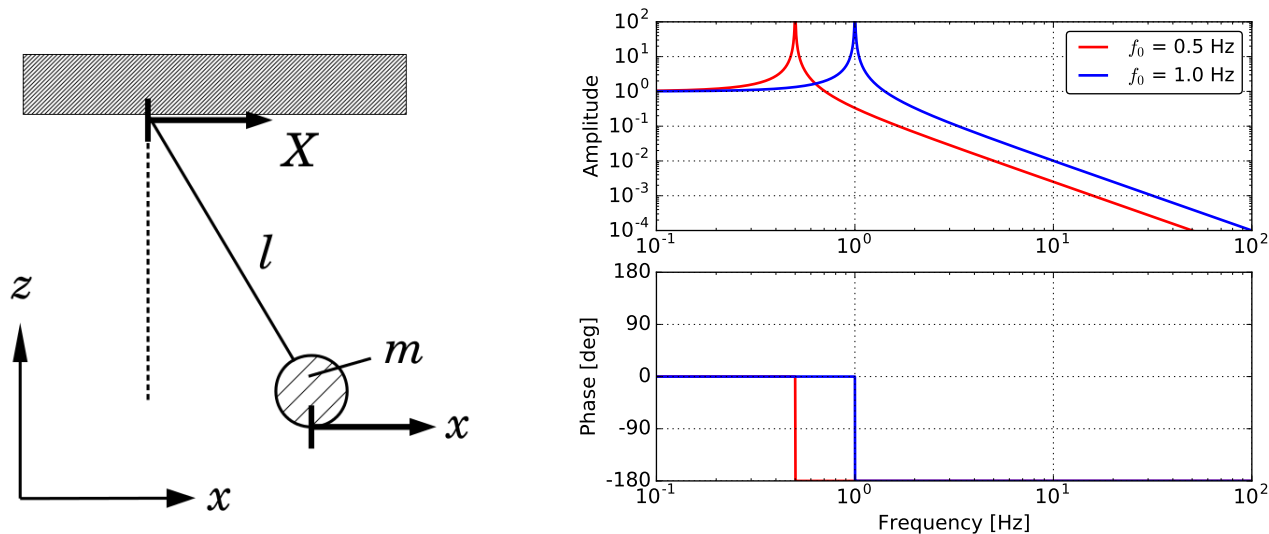 X
l
z
m
x
x
10^2
10^1
10^0
10^-1
10^-2
10^-3
10^-4
Amplitude
f_0 = 0.5 Hz
f_0 = 1.0 Hz
10^-1 10^0 10^1 10^2
180
90
0
-90
-180
Phase [deg]
10^-1 10^0 10^1 10^2
Frequency [Hz]